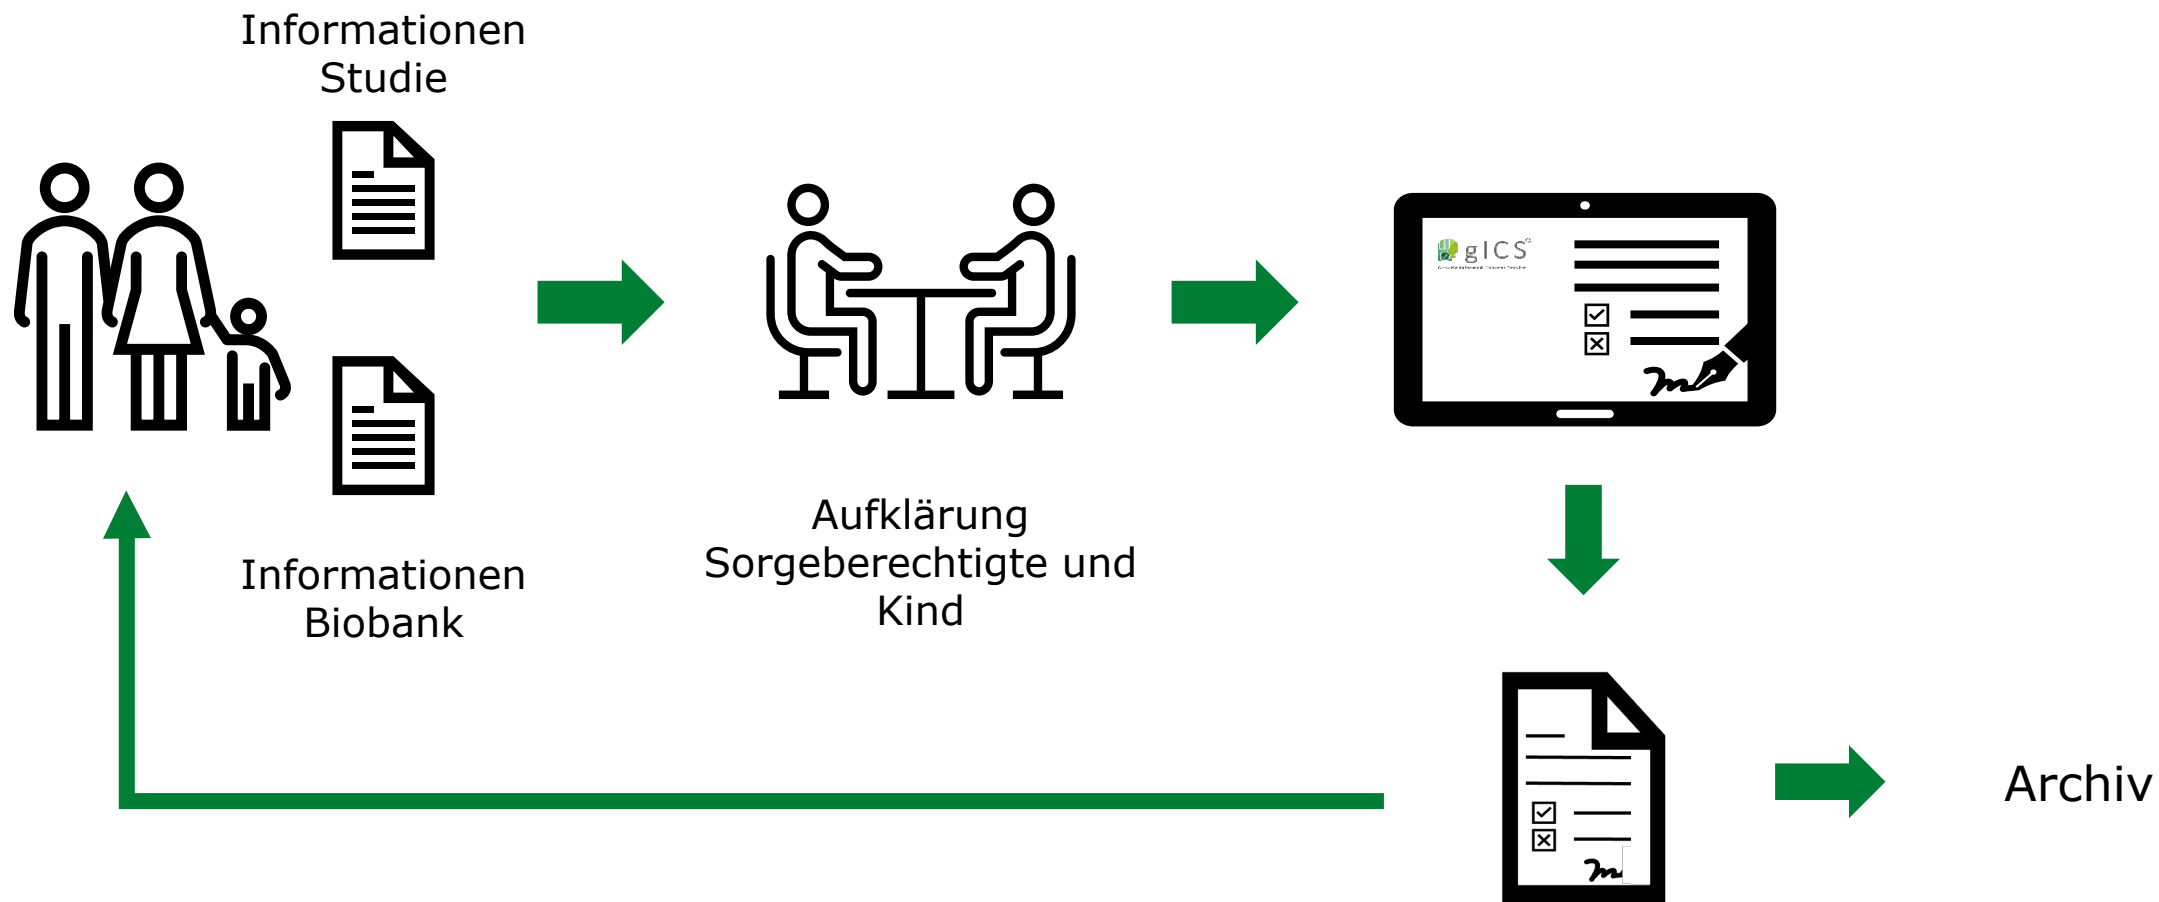 Informationen
Studie
gICS
Informationen
Biobank
Aufklärung
Sorgeberechtigte und
Kind
Archiv